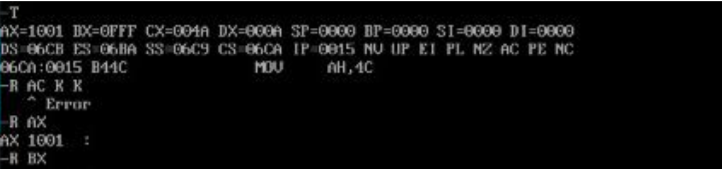 -T
AX=1001 BX=0FFF CX=004A DX=000A SP=0000 BP=0000 SI=0000 DI=0000
DS=06CB ES=06BA SS=06C9 CS=06CA IP=0015 NV UP EI PL NZ AC PE NC
06CA:0015 B44C MOV AH,4C
-R AC K K
^ Error
-R AX
AX 1001 :
-R BX